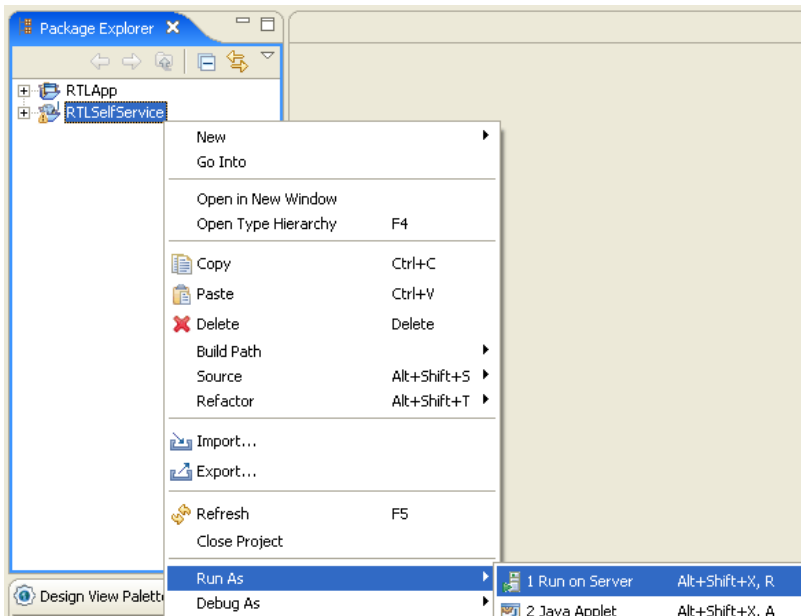 Package Explorer
RTLApp
RTLSelfService
New
Go Into
Open in New Window
Open Type Hierarchy F4
Copy Ctrl+C
Paste Ctrl+V
Delete Delete
Build Path
Source Alt+Shift+S
Refactor Alt+Shift+T
Import...
Export...
Refresh F5
Close Project
Run As
1 Run on Server Alt+Shift+X, R
Design View Palette
Debug As
2 Java Applet Alt+Shift+X, A